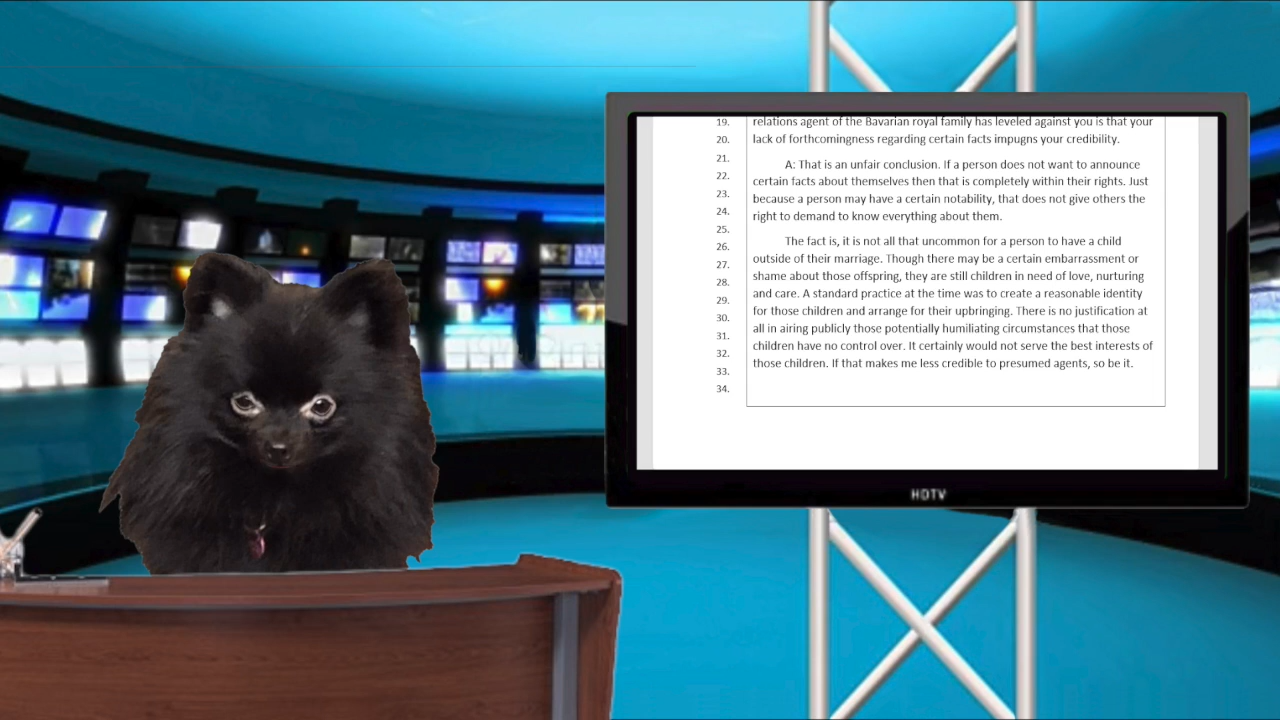 19. relations agent of the Bavarian royal family has leveled against you is that your
20. lack of forthcomingness regarding certain facts impugns your credibility.
21. A: That is an unfair conclusion. If a person does not want to announce
22. certain facts about themselves then that is completely within their rights. Just
23. because a person may have a certain notability, that does not give others the
24. right to demand to know everything about them.
25.
26. The fact is, it is not all that uncommon for a person to have a child
27. outside of their marriage. Though there may be a certain embarrassment or
28. shame about those offspring, they are still children in need of love, nurturing
29. and care. A standard practice at the time was to create a reasonable identity
30. for those children and arrange for their upbringing. There is no justification at
31. all in airing publicly those potentially humiliating circumstances that those
32. children have no control over. It certainly would not serve the best interests of
33. those children. If that makes me less credible to presumed agents, so be it.
34.
HDTV